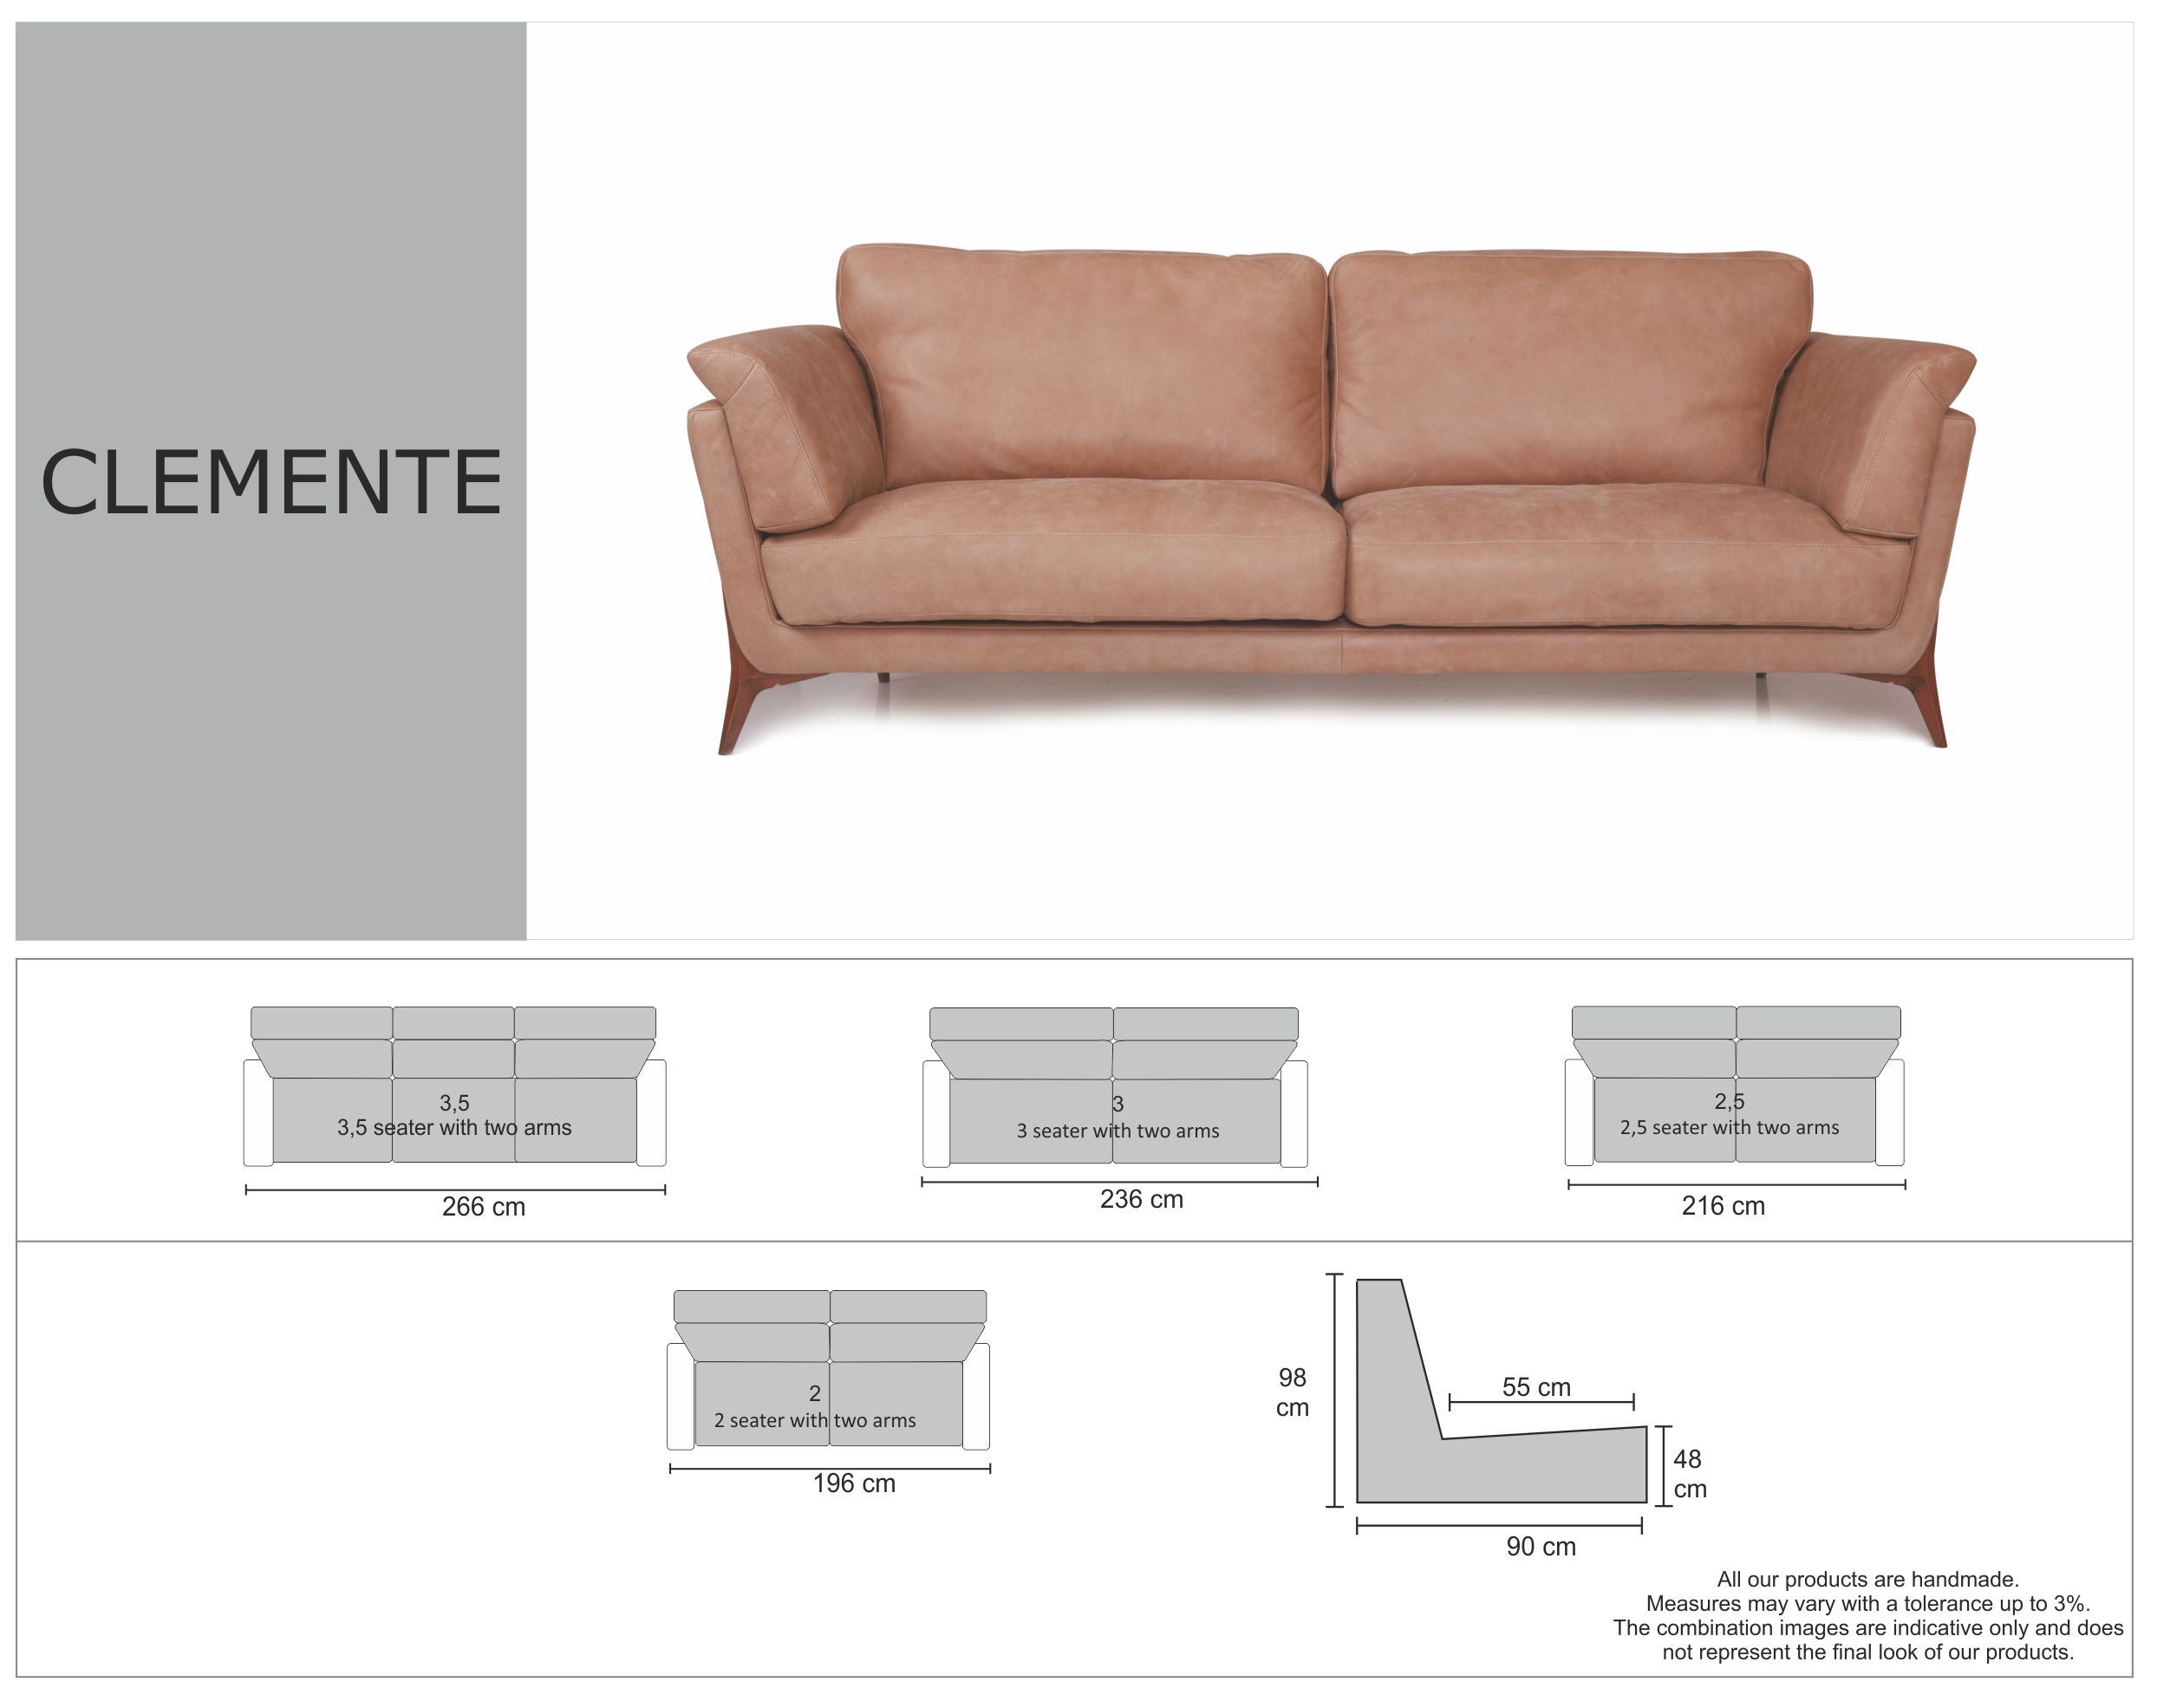 CLEMENTE
3,5
3,5 seater with two arms
266 cm
3
3 seater with two arms
236 cm
2,5
2,5 seater with two arms
216 cm
2
2 seater with two arms
196 cm
98
cm
55 cm
48
cm
90 cm
All our products are handmade.
Measures may vary with a tolerance up to 3%.
The combination images are indicative only and does
not represent the final look of our products.